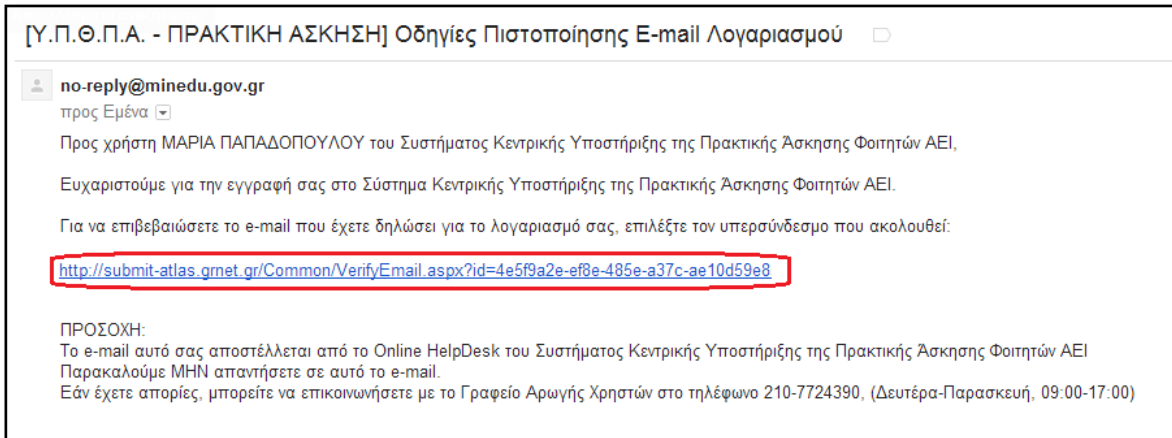 [Υ.Π.Θ.Π.Α. - ΠΡΑΚΤΙΚΗ ΑΣΚΗΣΗ] Οδηγίες Πιστοποίησης E-mail Λογαριασμού
no-reply@minedu.gov.gr
προς Εμένα
Προς χρήστη ΜΑΡΙΑ ΠΑΠΑΔΟΠΟΥΛΟΥ του Συστήματος Κεντρικής Υποστήριξης της Πρακτικής Άσκησης Φοιτητών ΑΕΙ,
Ευχαριστούμε για την εγγραφή σας στο Σύστημα Κεντρικής Υποστήριξης της Πρακτικής Άσκησης Φοιτητών ΑΕΙ.
Για να επιβεβαιώσετε το e-mail που έχετε δηλώσει για το λογαριασμό σας, επιλέξτε τον υπερσύνδεσμο που ακολουθεί:
http://submit-atlas.grnet.gr/Common/VerifyEmail.aspx?id=4e5f9a2e-ef8e-485e-a37c-ae10d59e8
ΠΡΟΣΟΧΗ:
Το e-mail αυτό σας αποστέλλεται από το Online HelpDesk του Συστήματος Κεντρικής Υποστήριξης της Πρακτικής Άσκησης Φοιτητών ΑΕΙ
Παρακαλούμε ΜΗΝ απαντήσετε σε αυτό το e-mail.
Εάν έχετε απορίες, μπορείτε να επικοινωνήσετε με το Γραφείο Αρωγής Χρηστών στο τηλέφωνο 210-7724390, (Δευτέρα-Παρασκευή, 09:00-17:00)